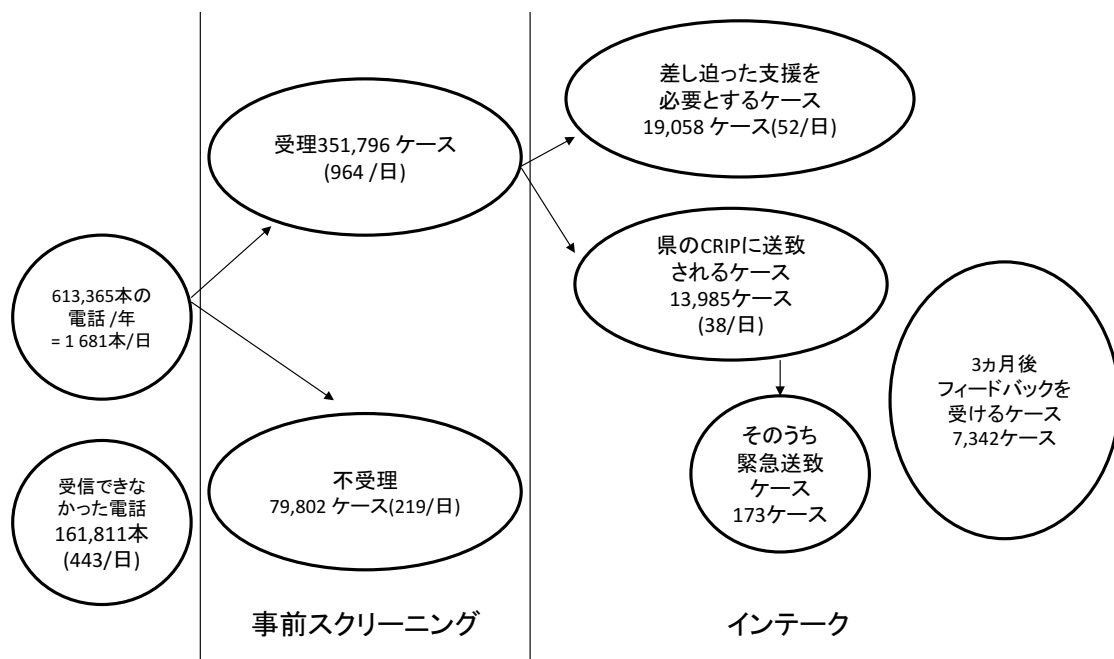 613,365本の
電話 /年
= 1 681本/日
受信できな
かった電話
161,811本
(443/日)
受理351,796 ケース
(964 /日)
不受理
79,802 ケース(219/日)
事前スクリーニング
差し迫った支援を
必要とするケース
19,058 ケース(52/日)
県のCRIPに送致
されるケース
13,985ケース
(38/日)
そのうち
緊急送致
ケース
173ケース
3ヵ月後
フィードバックを
受けるケース
7,342ケース
インテーク